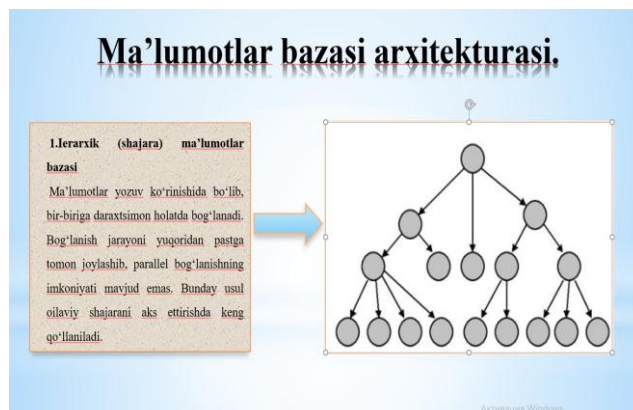 Ma’lumotlar bazasi arxitekturasi.
1.Ierarxik (shajara) ma’lumotlar
bazasi
Ma’lumotlar yozuv ko‘rinishida bo‘lib,
bir-biriga daraxtsimon holatda bog‘lanadi.
Bog‘lanish jarayoni yuqoridan pastga
tomon joylashib, parallel bog‘lanishning
imkoniyati mavjud emas. Bunday usul
oilaviy shajarani aks ettirishda keng
qo‘llaniladi.
Активация Windows